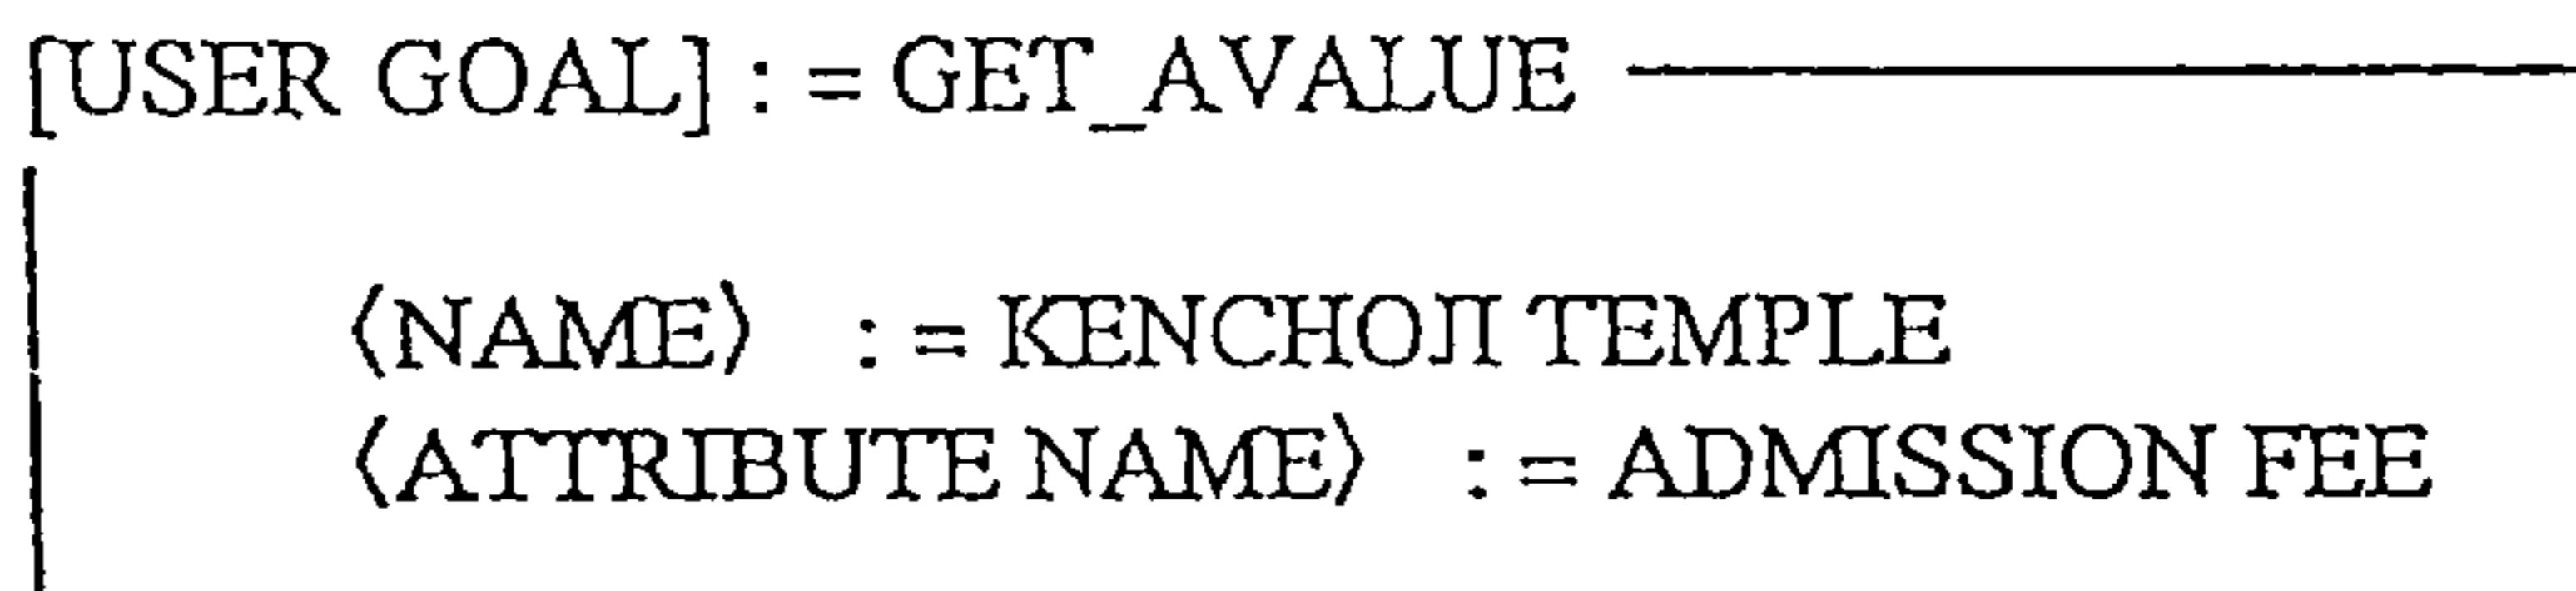 [USER GOAL] : = GET_AVALUE
⟨NAME⟩ : = KENCHOJI TEMPLE
⟨ATTRIBUTE NAME⟩ : = ADMISSION FEE